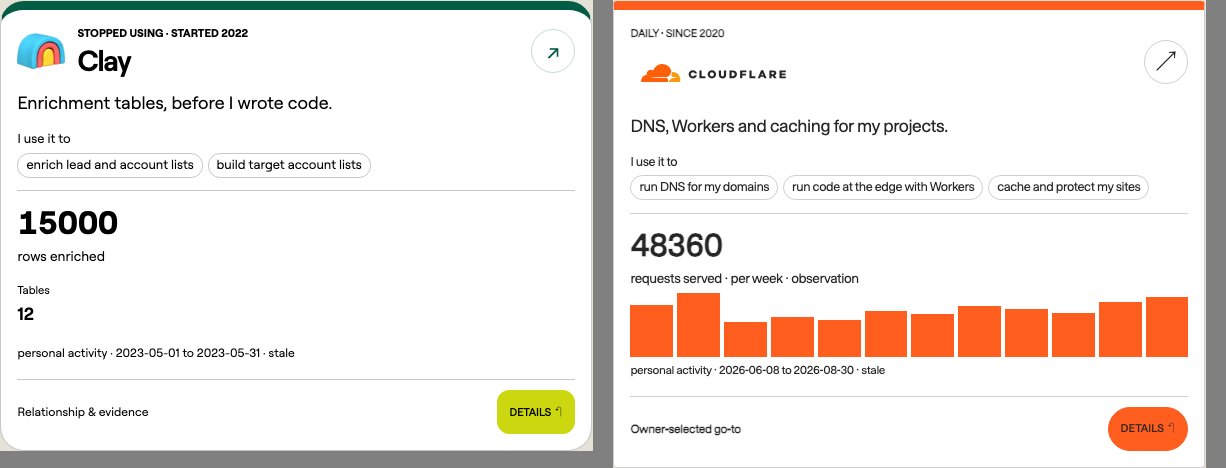 STOPPED USING · STARTED 2022
Clay
Enrichment tables, before I wrote code.
I use it to
enrich lead and account lists
build target account lists
15000
rows enriched
Tables
12
personal activity · 2023-05-01 to 2023-05-31 · stale
Relationship & evidence
DETAILS
DAILY · SINCE 2020
CLOUDFLARE
DNS, Workers and caching for my projects.
I use it to
run DNS for my domains
run code at the edge with Workers
cache and protect my sites
48360
requests served · per week · observation
personal activity · 2026-06-08 to 2026-08-30 · stale
Owner-selected go-to
DETAILS